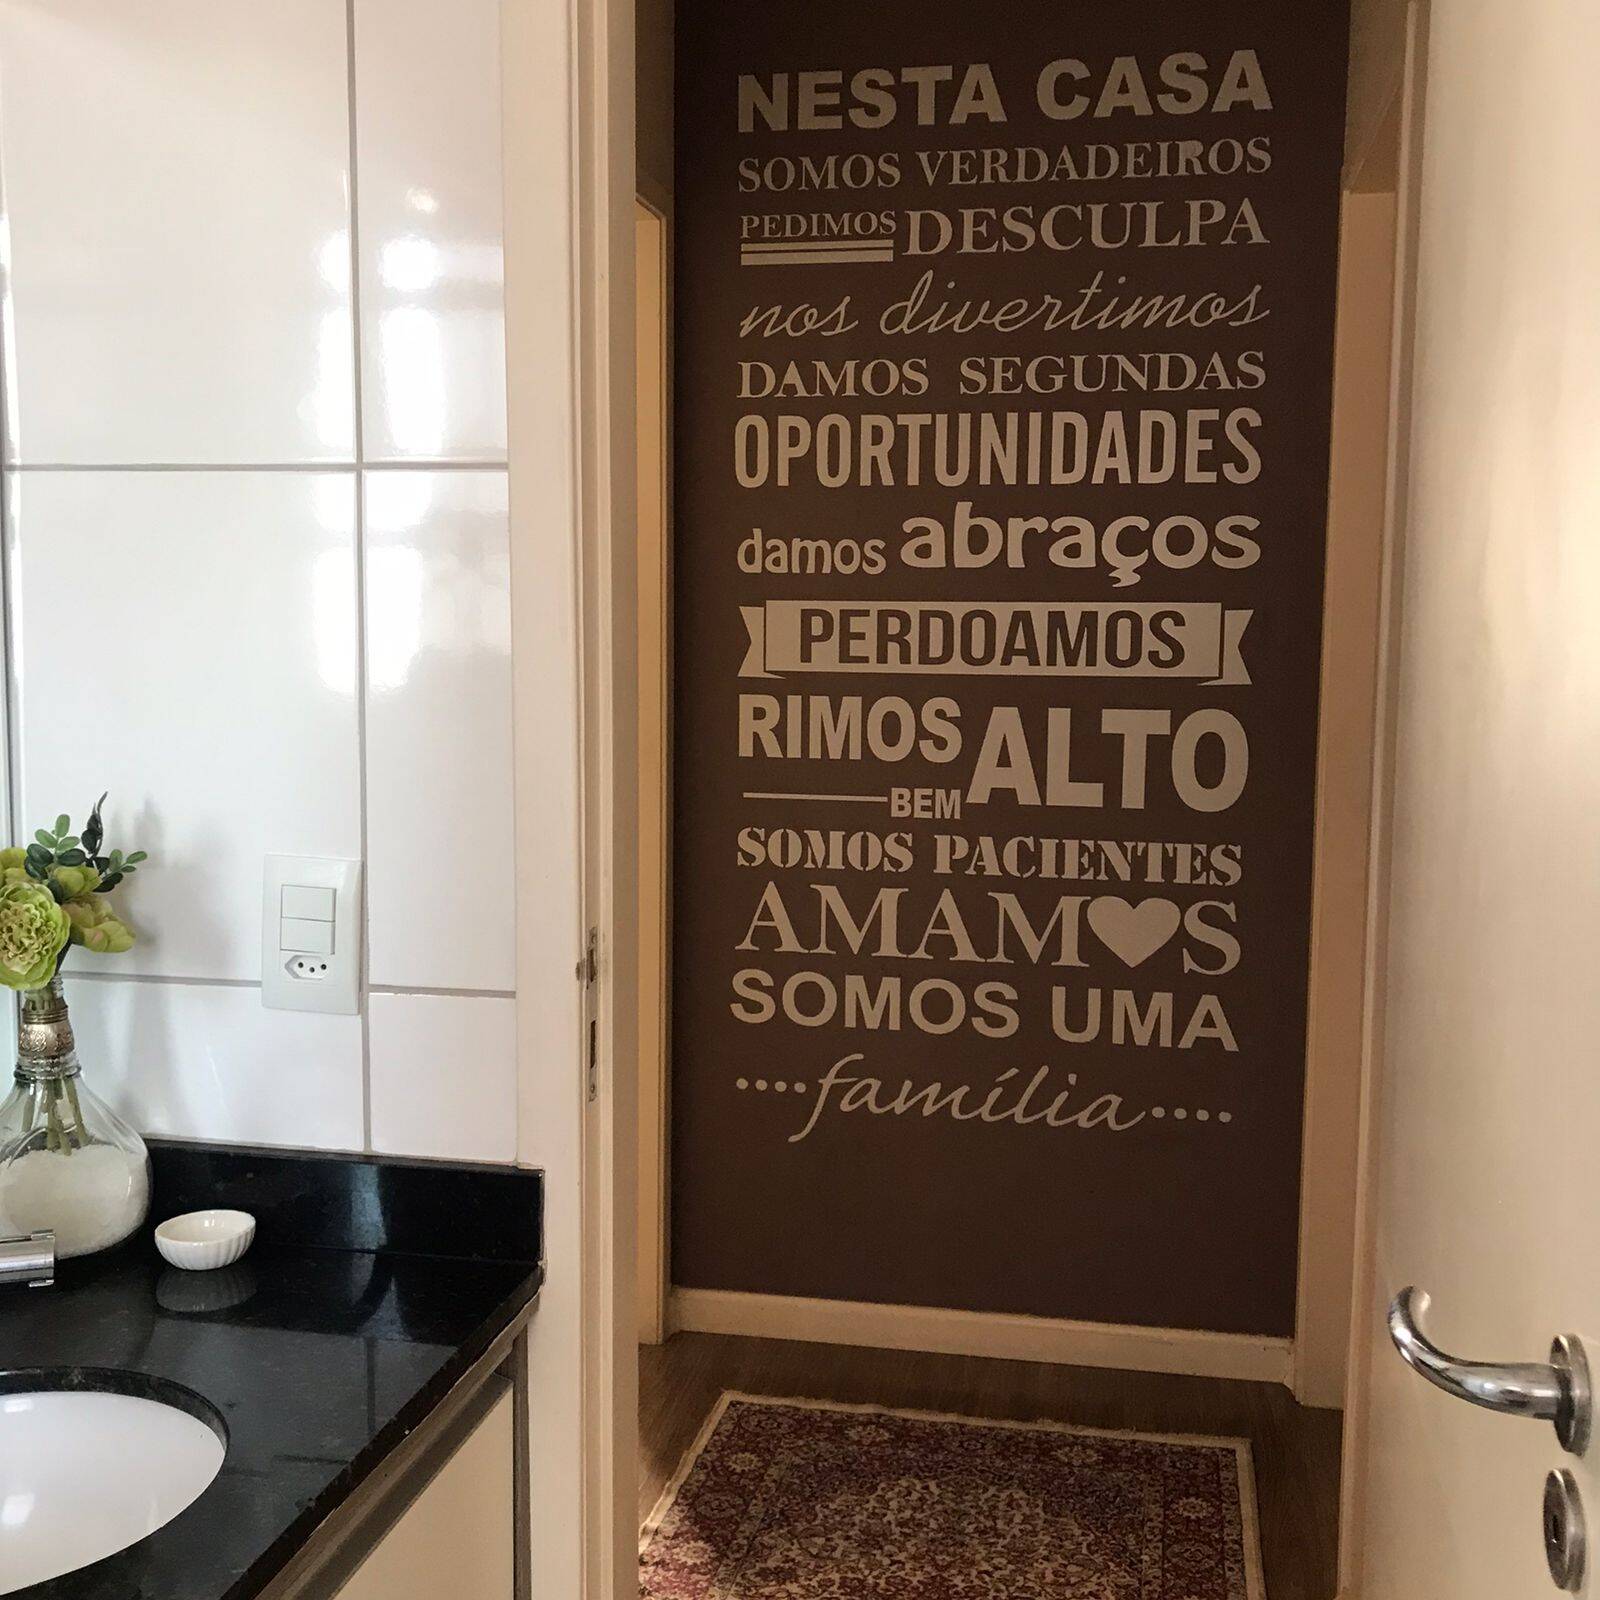 NESTA CASA
SOMOS VERDADEIROS
PEDIMOS DESCULPA
nos divertimos
DAMOS SEGUNDAS
OPORTUNIDADES
damos abraços
PERDOAMOS
RIMOS BEM ALTO
SOMOS PACIENTES
AMAM♥S
SOMOS UMA
....família....